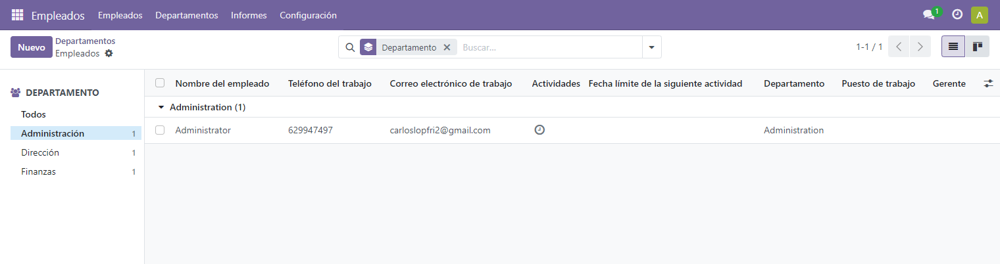 Empleados Empleados Departamentos Informes Configuración 1 A
Nuevo Departamentos
Empleados
Departamento Buscar... 1-1 / 1
DEPARTAMENTO
Todos
Administración 1
Dirección 1
Finanzas 1
Nombre del empleado Teléfono del trabajo Correo electrónico de trabajo Actividades Fecha límite de la siguiente actividad Departamento Puesto de trabajo Gerente
Administration (1)
Administrator 629947497 carloslopfri2@gmail.com Administration